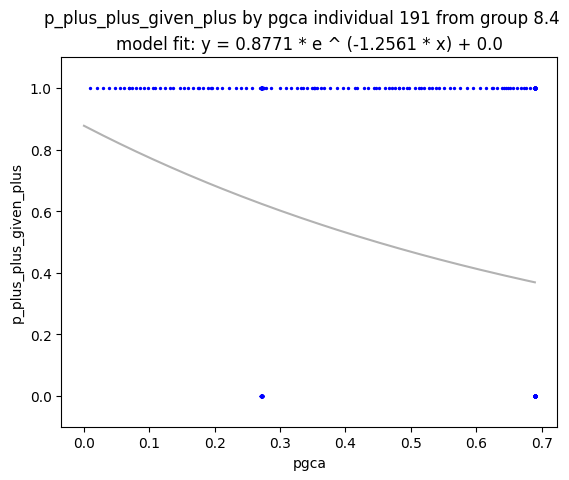 p_plus_plus_given_plus by pgca individual 191 from group 8.4
model fit: y = 0.8771 * e ^ (-1.2561 * x) + 0.0
p_plus_plus_given_plus
1.0
0.8
0.6
0.4
0.2
0.0
0.0 0.1 0.2 0.3 0.4 0.5 0.6 0.7
pgca